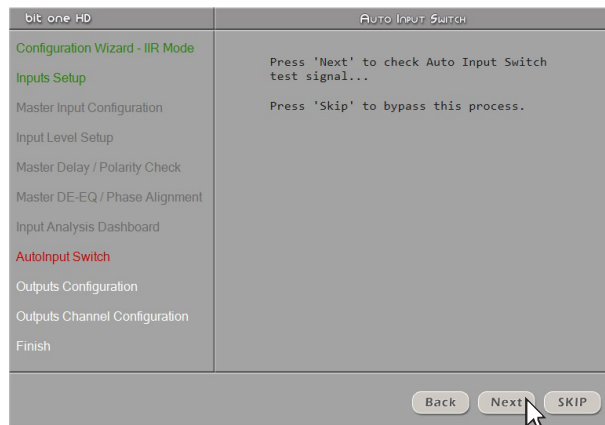 bit one HD
Auto Input Switch
Configuration Wizard - IIR Mode
Inputs Setup
Master Input Configuration
Input Level Setup
Master Delay / Polarity Check
Master DE-EQ / Phase Alignment
Input Analysis Dashboard
AutoInput Switch
Outputs Configuration
Outputs Channel Configuration
Finish
Press 'Next' to check Auto Input Switch
test signal...
Press 'Skip' to bypass this process.
Back
Next
SKIP